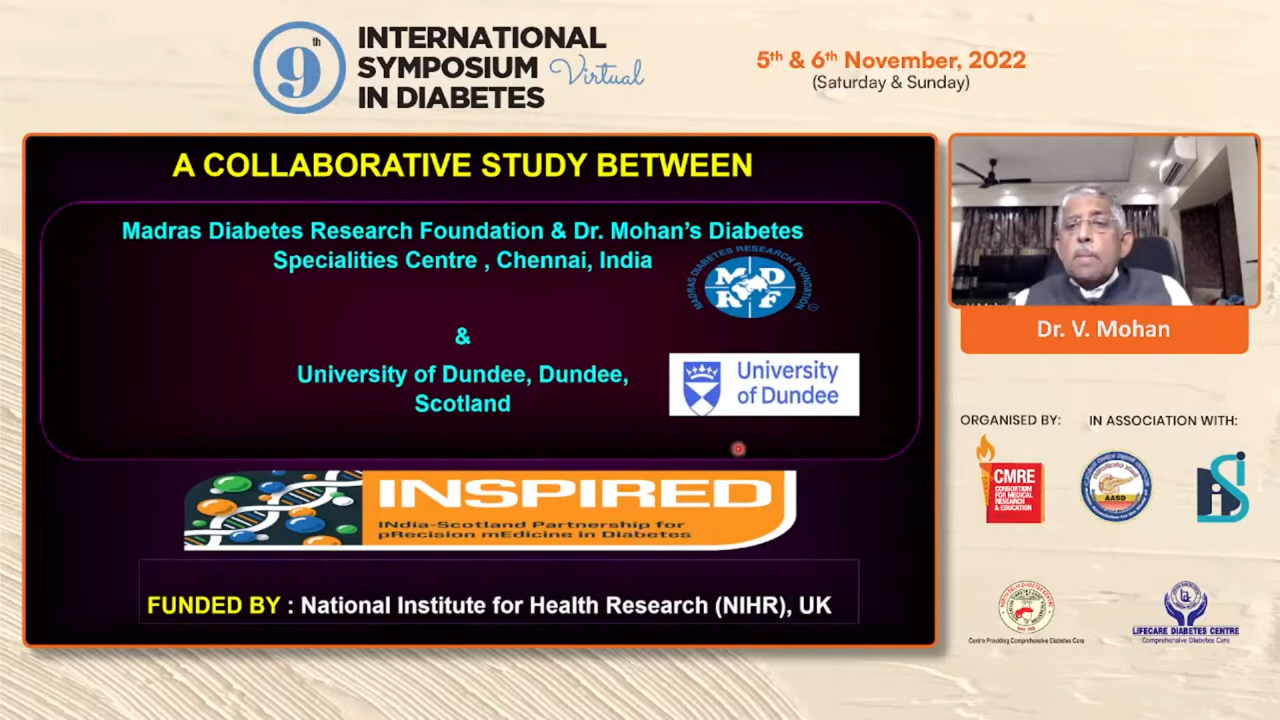 9th
INTERNATIONAL
SYMPOSIUM Virtual
IN DIABETES
5th & 6th November, 2022
(Saturday & Sunday)
A COLLABORATIVE STUDY BETWEEN
Madras Diabetes Research Foundation & Dr. Mohan's Diabetes
Specialities Centre , Chennai, India
MADRAS DIABETES RESEARCH FOUNDATION
M D
R F
&
University of Dundee, Dundee,
Scotland
University
of Dundee
INSPIRED
INdia-Scotland Partnership for
pRecision mEdicine in Diabetes
FUNDED BY : National Institute for Health Research (NIHR), UK
Dr. V. Mohan
ORGANISED BY:
IN ASSOCIATION WITH:
CMRE
CONSORTIUM
FOR MEDICAL
RESEARCH
& EDUCATION
AASD
Centre Providing Comprehensive Diabetes Care
LIFECARE DIABETES CENTRE
Comprehensive Diabetes Care